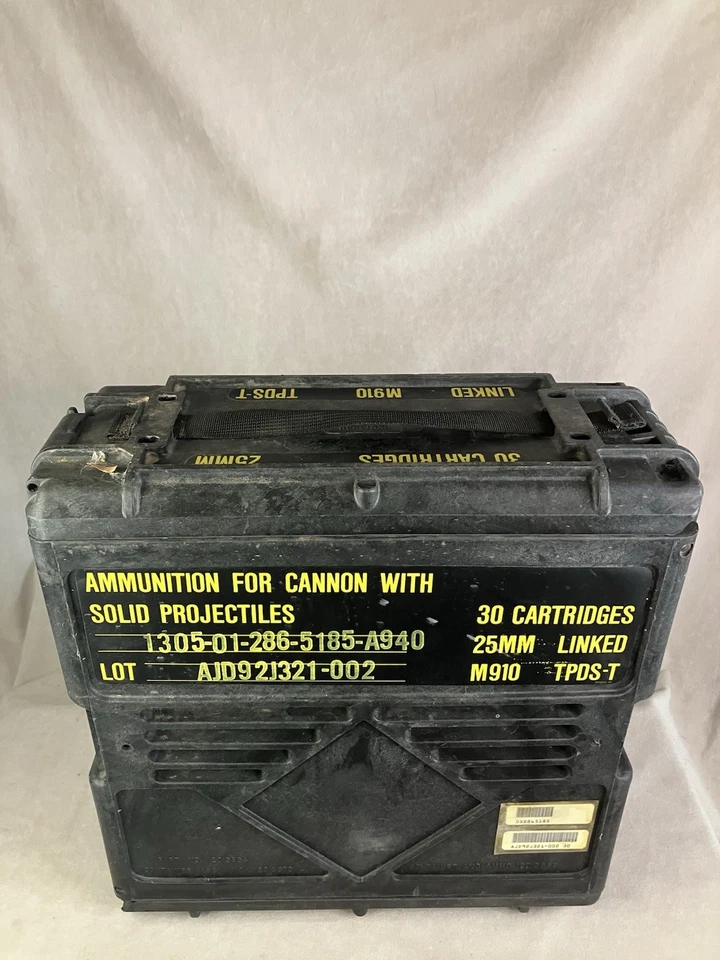 LINKED M910 TPDS-T
30 CARTRIDGES 25MM
AMMUNITION FOR CANNON WITH
SOLID PROJECTILES
1305-01-286-5185-A940
LOT AJD92J321-002
30 CARTRIDGES
25MM LINKED
M910 TPDS-T